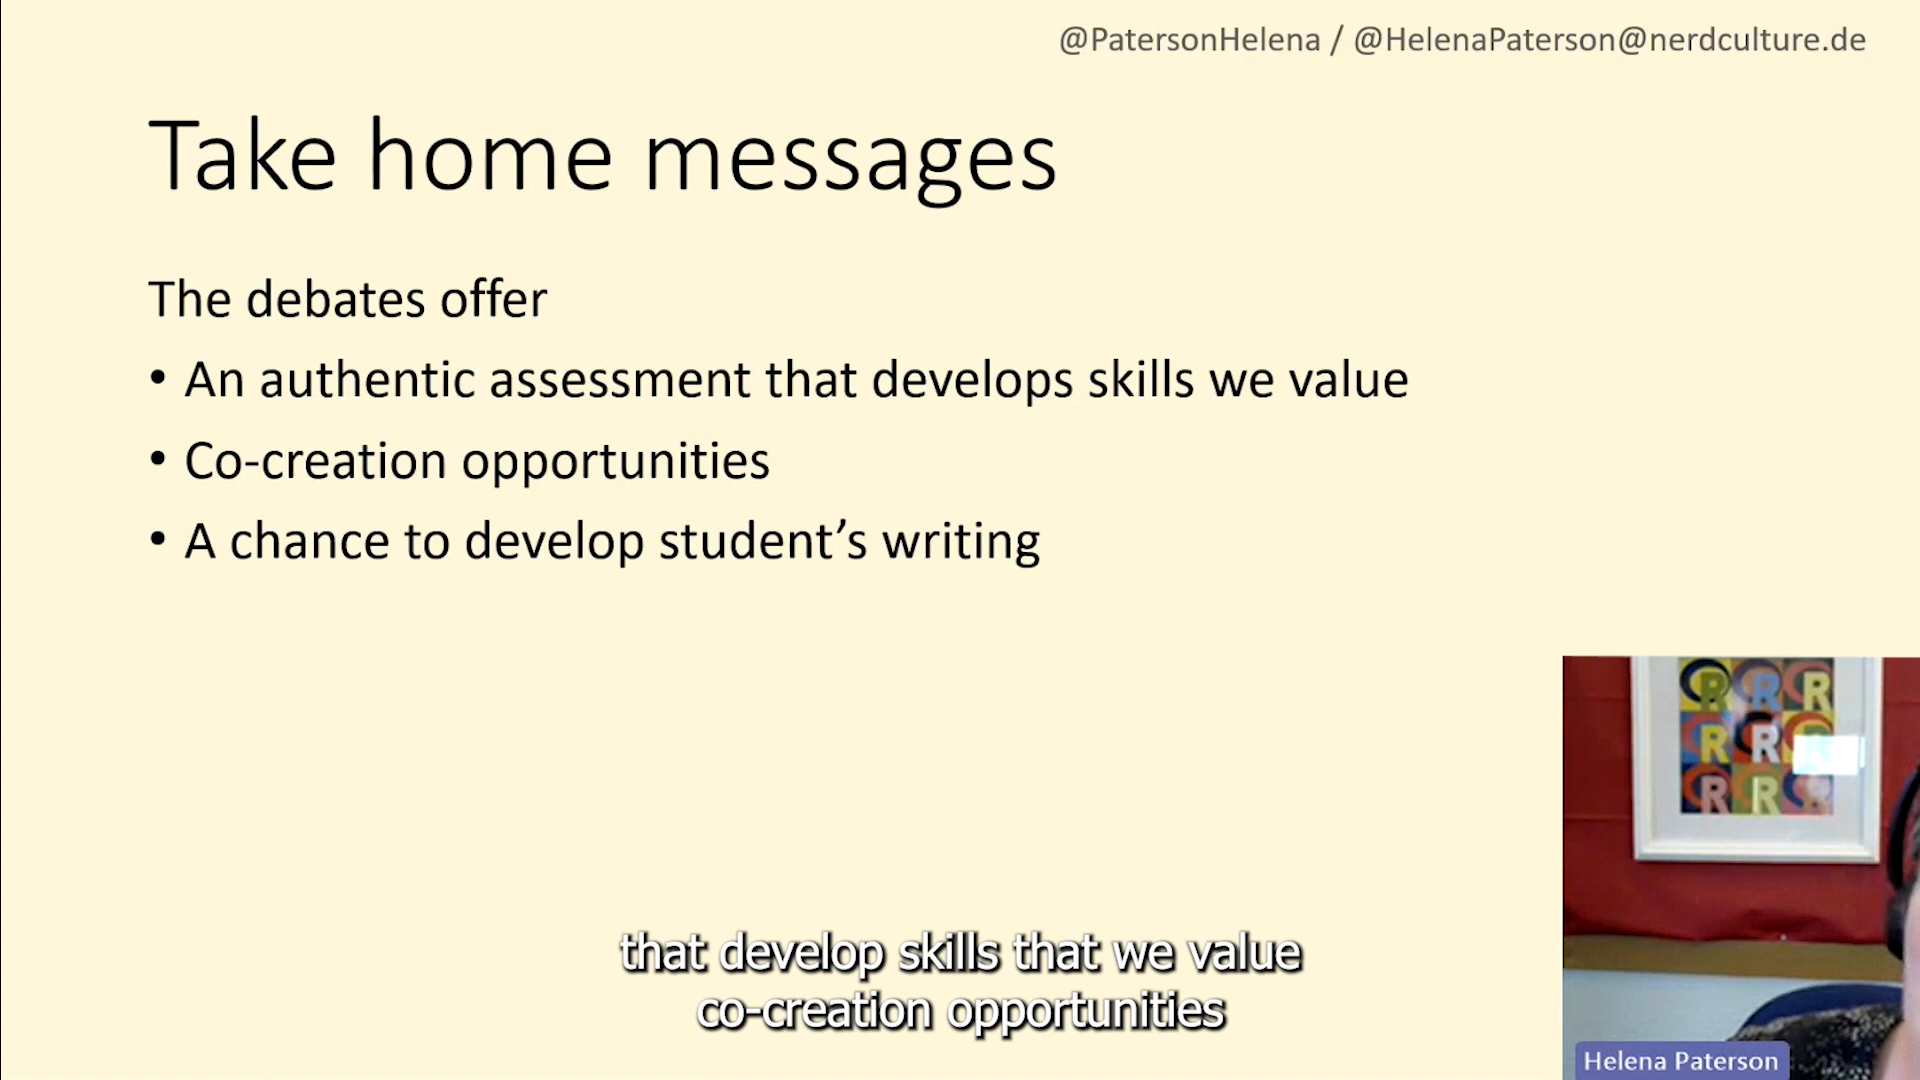 @PatersonHelena / @HelenaPaterson@nerdculture.de
Take home messages
The debates offer
• An authentic assessment that develops skills we value
• Co-creation opportunities
• A chance to develop student’s writing
R R R
R R R
R R
that develop skills that we value
co-creation opportunities
Helena Paterson